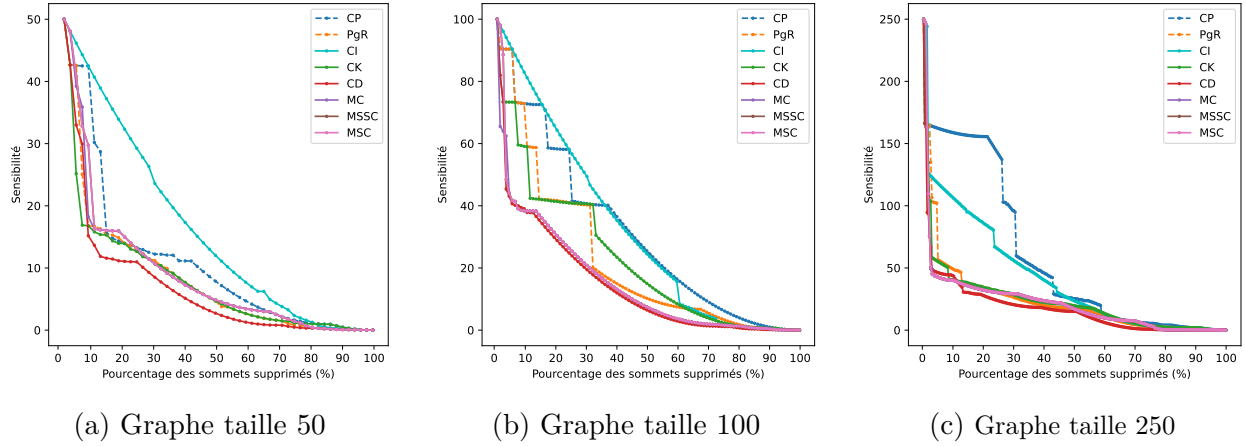 50
40
30
20
10
0
Sensibilité
0 10 20 30 40 50 60 70 80 90 100
Pourcentage des sommets supprimés (%)
CP
PgR
CI
CK
CD
MC
MSSC
MSC
(a) Graphe taille 50
100
80
60
40
20
0
Sensibilité
0 10 20 30 40 50 60 70 80 90 100
Pourcentage des sommets supprimés (%)
CP
PgR
CI
CK
CD
MC
MSSC
MSC
(b) Graphe taille 100
250
200
150
100
50
0
Sensibilité
0 10 20 30 40 50 60 70 80 90 100
Pourcentage des sommets supprimés (%)
CP
PgR
CI
CK
CD
MC
MSSC
MSC
(c) Graphe taille 250